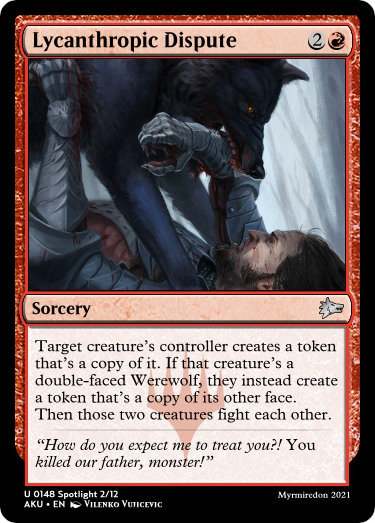 Lycanthropic Dispute 2
Sorcery
Target creature's controller creates a token
that's a copy of it. If that creature's a
double-faced Werewolf, they instead create
a token that's a copy of its other face.
Then those two creatures fight each other.
“How do you expect me to treat you?! You
killed our father, monster!”
U 0148 Spotlight 2/12
AKU • EN Vilenko Vujicevic
Myrmiredon 2021